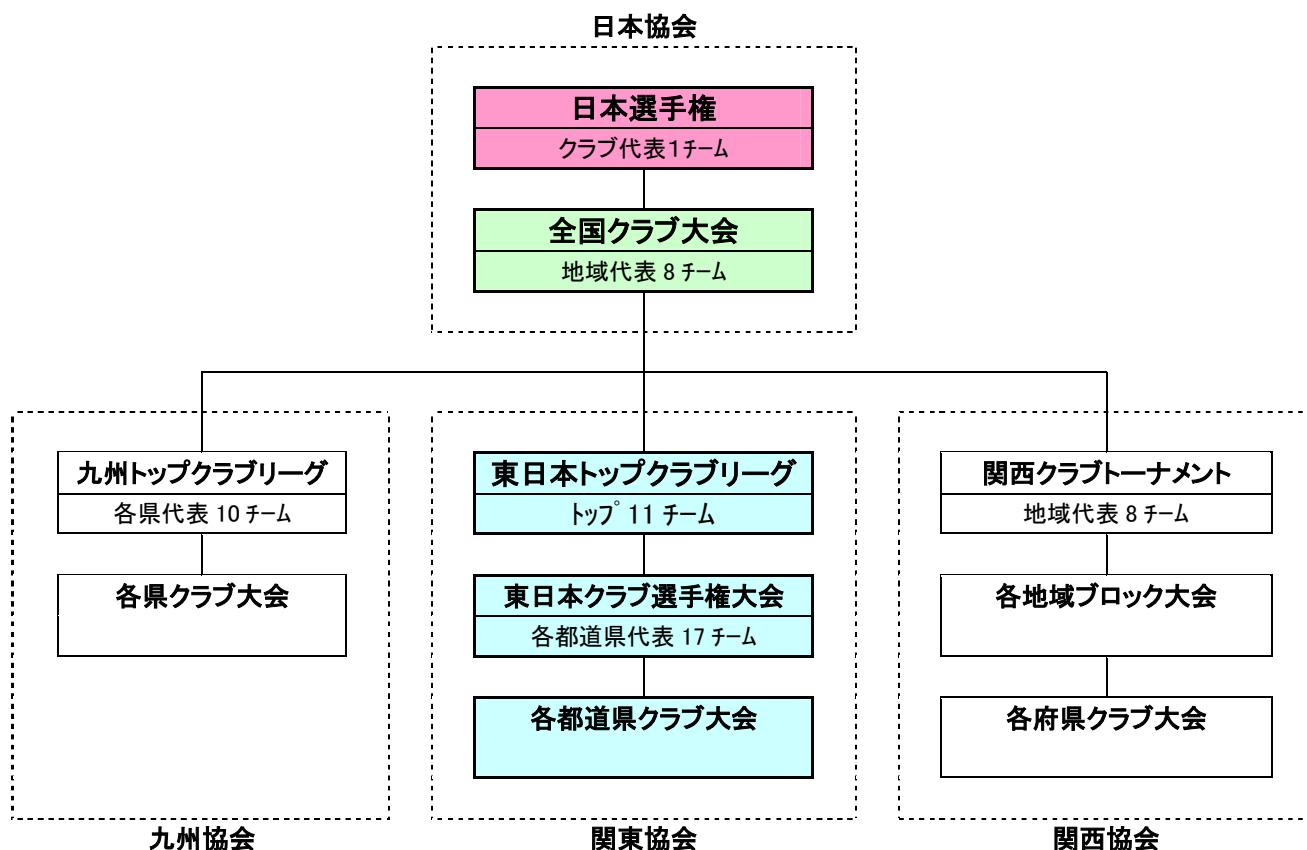 日本協会
日本選手権
クラブ代表1チーム
全国クラブ大会
地域代表 8 チーム
九州トップクラブリーグ
各県代表 10 チーム
各県クラブ大会
九州協会
東日本トップクラブリーグ
トップ 11 チーム
東日本クラブ選手権大会
各都道県代表 17 チーム
各都道県クラブ大会
関東協会
関西クラブトーナメント
地域代表 8 チーム
各地域ブロック大会
各府県クラブ大会
関西協会